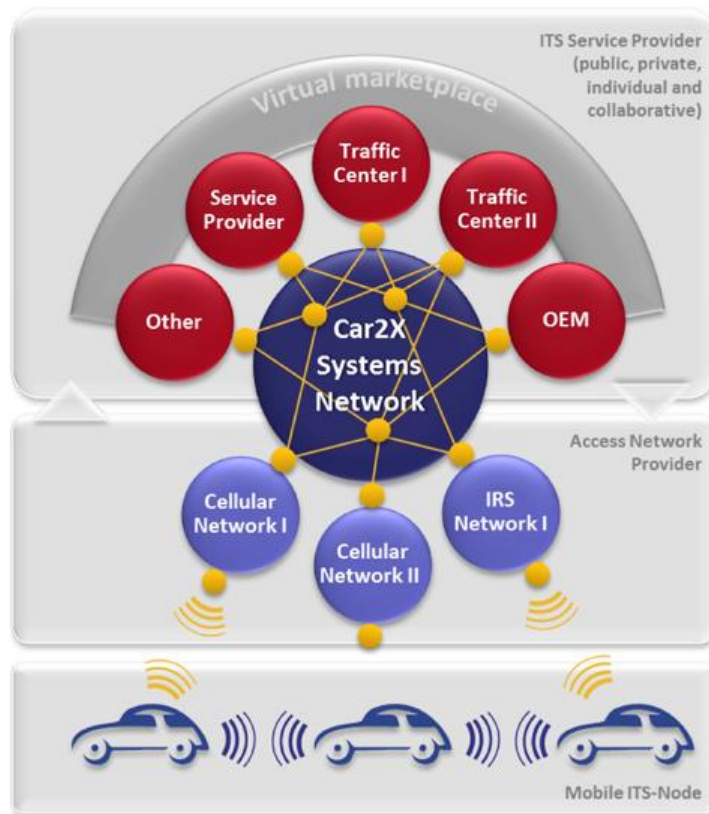 ITS Service Provider
(public, private,
individual and
collaborative)
Virtual marketplace
Traffic
Center I
Service
Provider
Traffic
Center II
Other
OEM
Car2X
Systems
Network
Access Network
Provider
Cellular
Network I
IRS
Network I
Cellular
Network II
Mobile ITS-Node